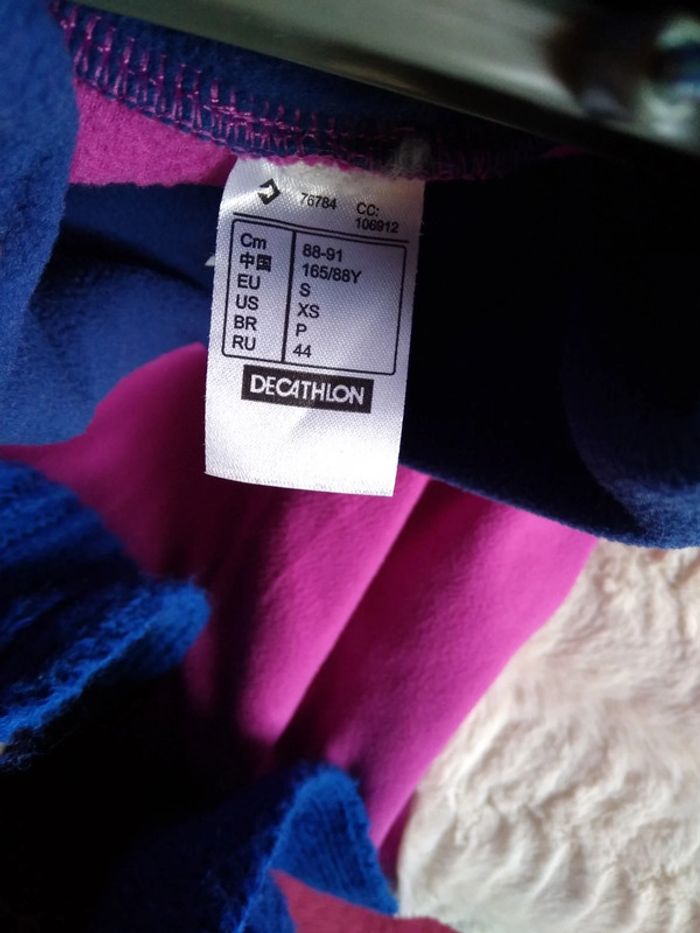 76784 CC:
106912
Cm 88-91
中国 165/88Y
EU S
US XS
BR P
RU 44
DECATHLON